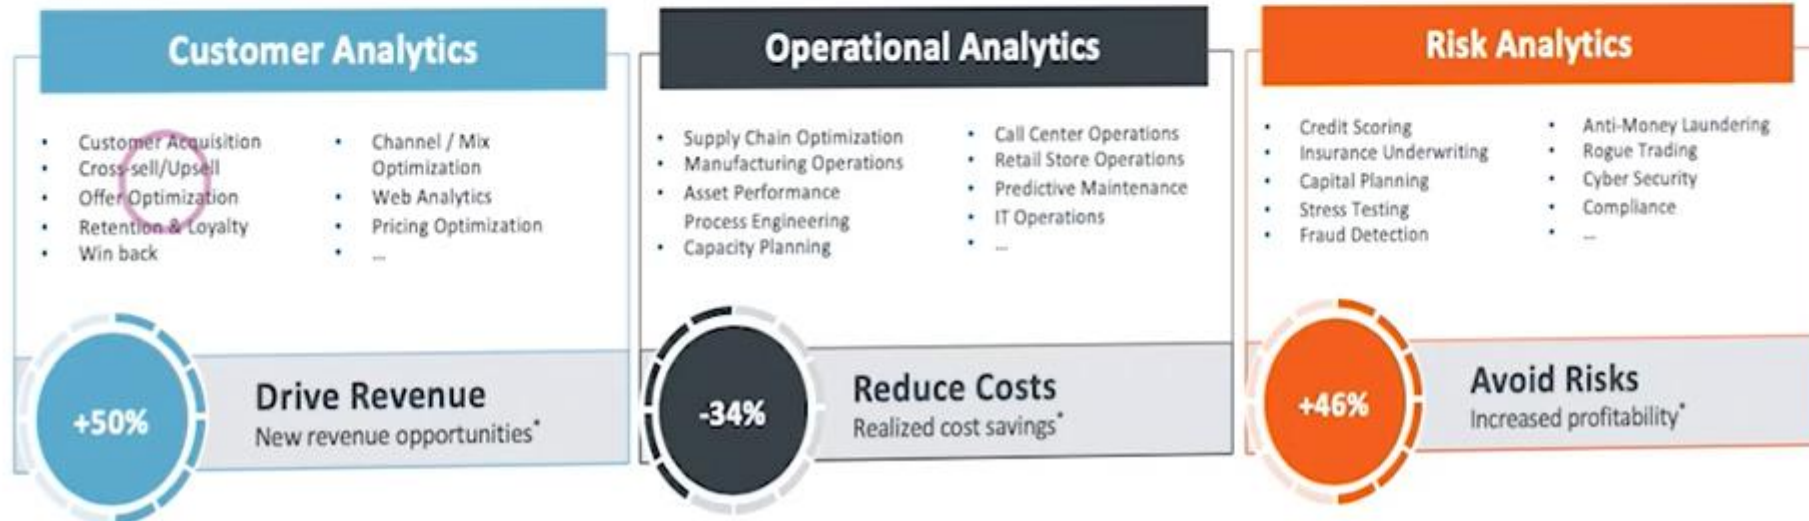 Customer Analytics
• Customer Acquisition
• Cross-sell/Upsell
• Offer Optimization
• Retention & Loyalty
• Win back
• Channel / Mix
Optimization
• Web Analytics
• Pricing Optimization
• ...
+50%
Drive Revenue
New revenue opportunities*
Operational Analytics
• Supply Chain Optimization
• Manufacturing Operations
• Asset Performance
Process Engineering
• Capacity Planning
• Call Center Operations
• Retail Store Operations
• Predictive Maintenance
• IT Operations
• ...
-34%
Reduce Costs
Realized cost savings*
Risk Analytics
• Credit Scoring
• Insurance Underwriting
• Capital Planning
• Stress Testing
• Fraud Detection
• Anti-Money Laundering
• Rogue Trading
• Cyber Security
• Compliance
• ...
+46%
Avoid Risks
Increased profitability*